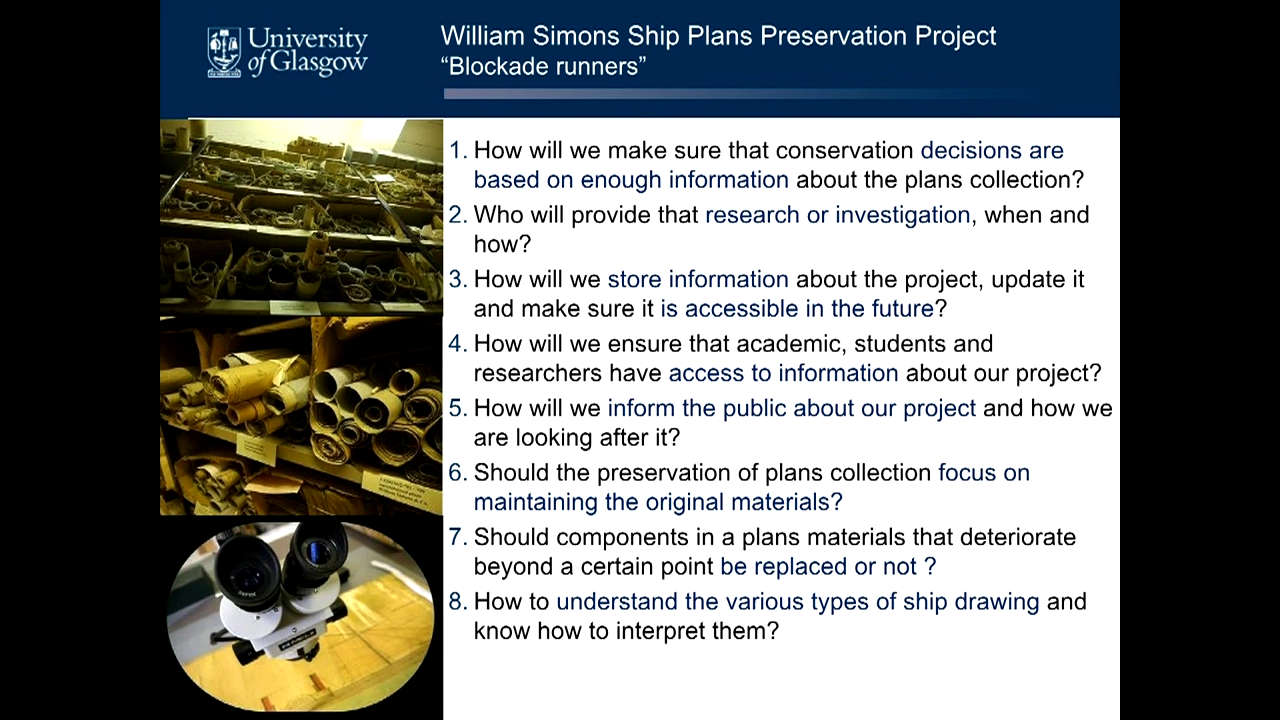 University
of Glasgow
William Simons Ship Plans Preservation Project
“Blockade runners”
1. How will we make sure that conservation decisions are
based on enough information about the plans collection?
2. Who will provide that research or investigation, when and
how?
3. How will we store information about the project, update it
and make sure it is accessible in the future?
4. How will we ensure that academic, students and
researchers have access to information about our project?
5. How will we inform the public about our project and how we
are looking after it?
6. Should the preservation of plans collection focus on
maintaining the original materials?
7. Should components in a plans materials that deteriorate
beyond a certain point be replaced or not ?
8. How to understand the various types of ship drawing and
know how to interpret them?